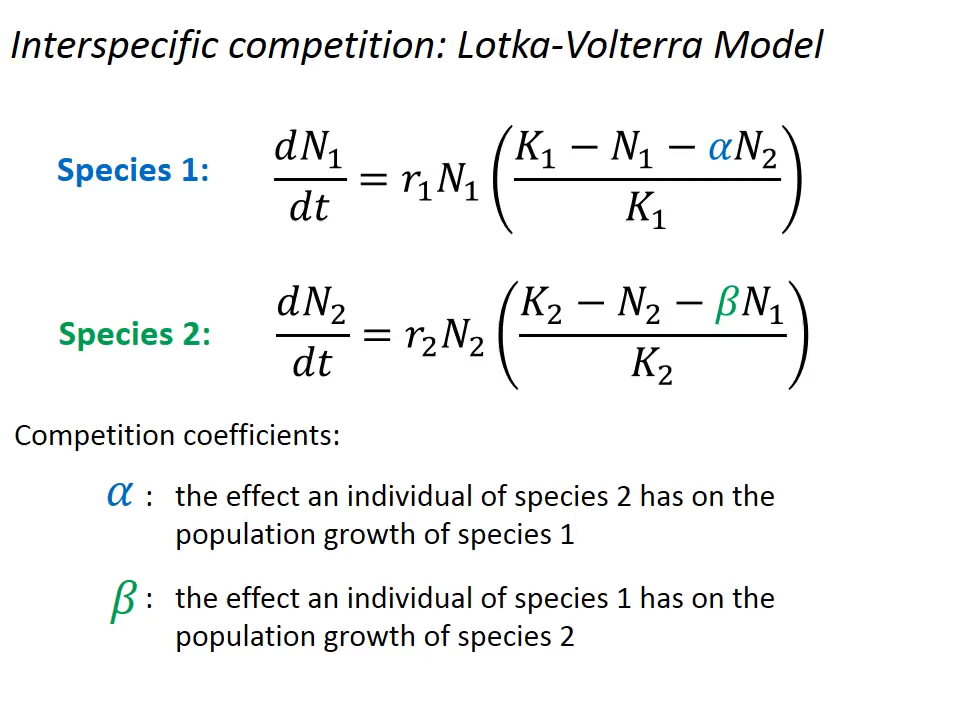 Interspecific competition: Lotka-Volterra Model
Species 1: dN₁/dt = r₁N₁((K₁ − N₁ − αN₂)/K₁)
Species 2: dN₂/dt = r₂N₂((K₂ − N₂ − βN₁)/K₂)
Competition coefficients:
α : the effect an individual of species 2 has on the
population growth of species 1
β : the effect an individual of species 1 has on the
population growth of species 2